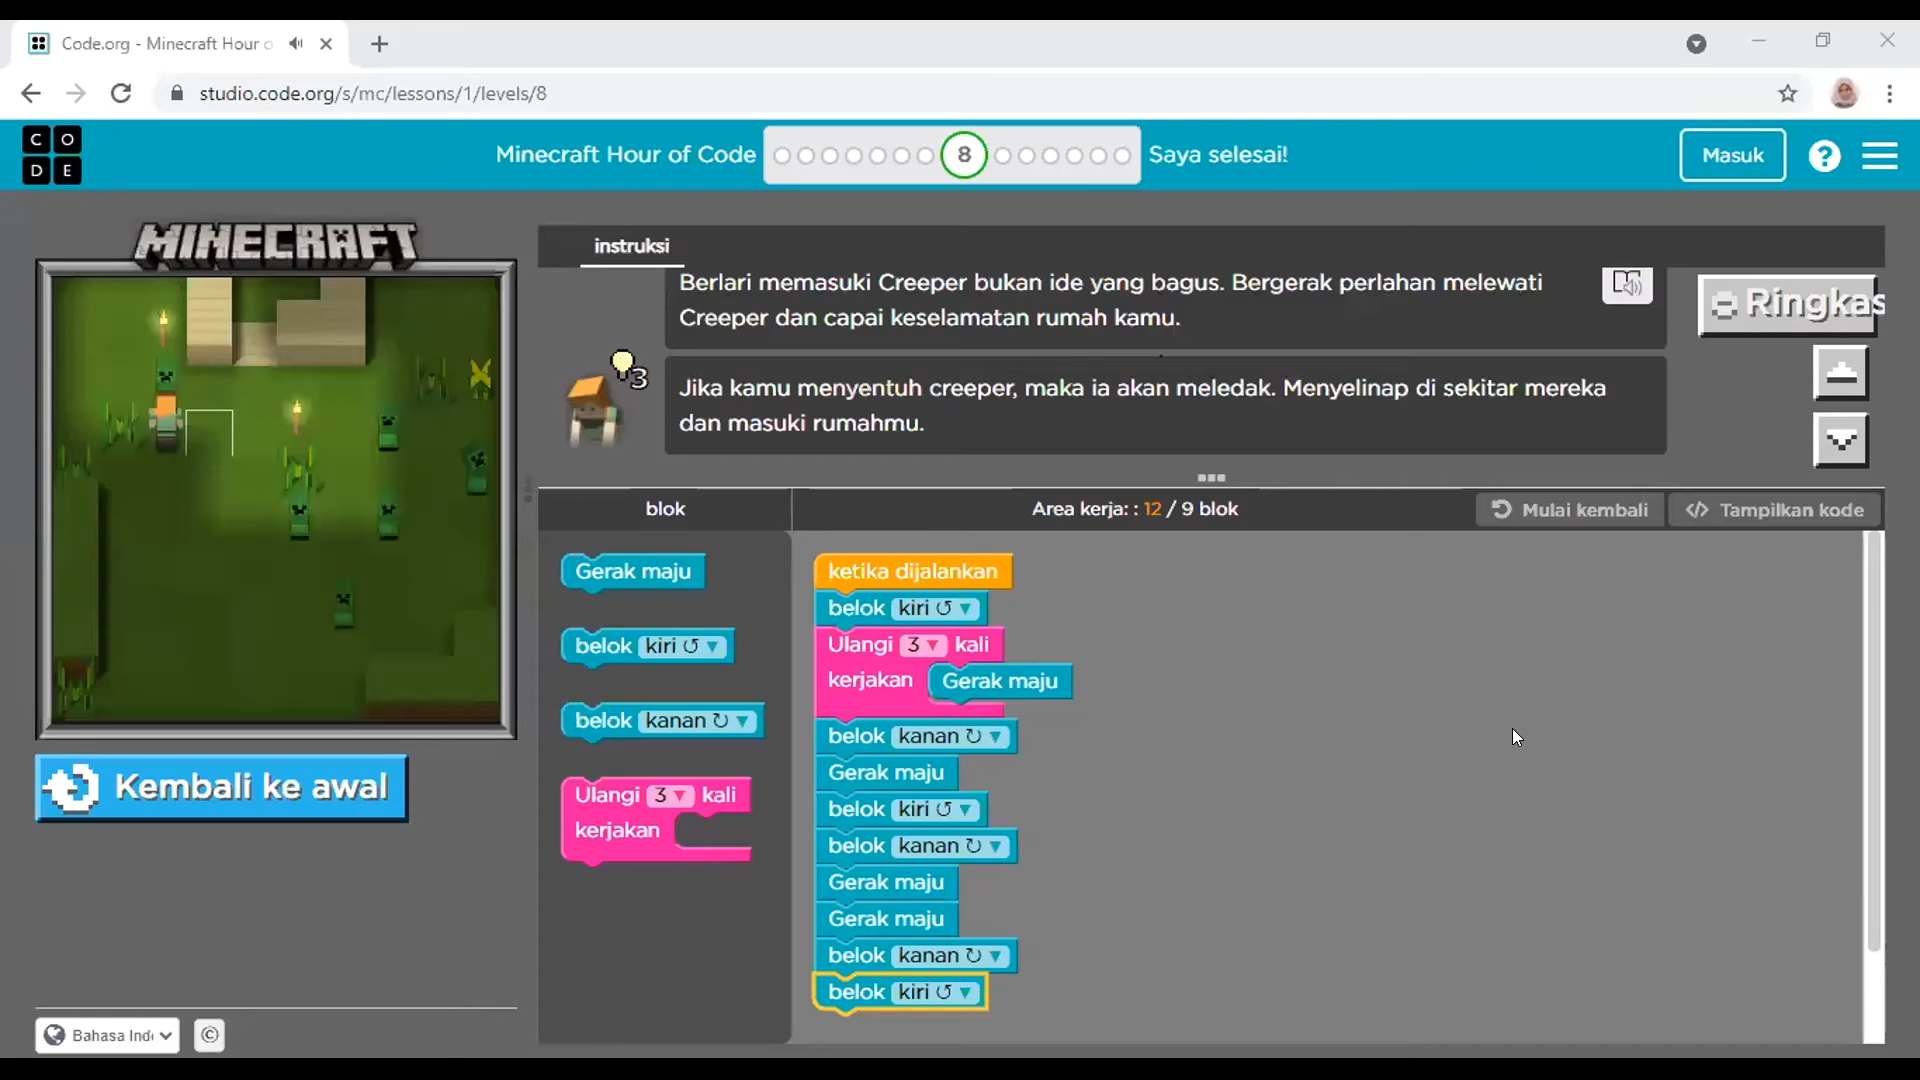 Code.org - Minecraft Hour o
studio.code.org/s/mc/lessons/1/levels/8
C O
D E
Minecraft Hour of Code
8
Saya selesai!
Masuk
?
MINECRAFT
instruksi
Berlari memasuki Creeper bukan ide yang bagus. Bergerak perlahan melewati
Creeper dan capai keselamatan rumah kamu.
Ringkas
3
Jika kamu menyentuh creeper, maka ia akan meledak. Menyelinap di sekitar mereka
dan masuki rumahmu.
blok
Area kerja: : 12 / 9 blok
Mulai kembali
</> Tampilkan kode
Gerak maju
belok kiri ↺ ▼
belok kanan ↻ ▼
Ulangi 3 ▼ kali
kerjakan
ketika dijalankan
belok kiri ↺ ▼
Ulangi 3 ▼ kali
kerjakan Gerak maju
belok kanan ↻ ▼
Gerak maju
belok kiri ↺ ▼
belok kanan ↻ ▼
Gerak maju
Gerak maju
belok kanan ↻ ▼
belok kiri ↺ ▼
Kembali ke awal
Bahasa Ind
©